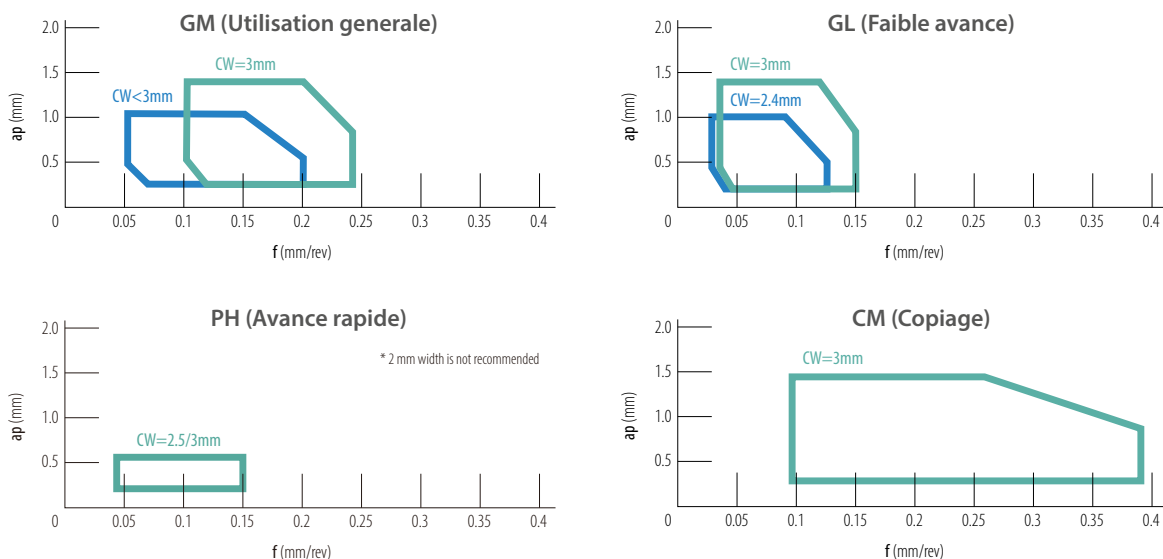 GM (Utilisation generale)
2.0
1.5
1.0
0.5
0
ap (mm)
CW=3mm
CW<3mm
0.05 0.1 0.15 0.2 0.25 0.3 0.35 0.4
f (mm/rev)
GL (Faible avance)
2.0
1.5
1.0
0.5
0
ap (mm)
CW=3mm
CW=2.4mm
0.05 0.1 0.15 0.2 0.25 0.3 0.35 0.4
f (mm/rev)
PH (Avance rapide)
* 2 mm width is not recommended
2.0
1.5
1.0
0.5
0
ap (mm)
CW=2.5/3mm
0.05 0.1 0.15 0.2 0.25 0.3 0.35 0.4
f (mm/rev)
CM (Copiage)
2.0
1.5
1.0
0.5
0
ap (mm)
CW=3mm
0.05 0.1 0.15 0.2 0.25 0.3 0.35 0.4
f (mm/rev)